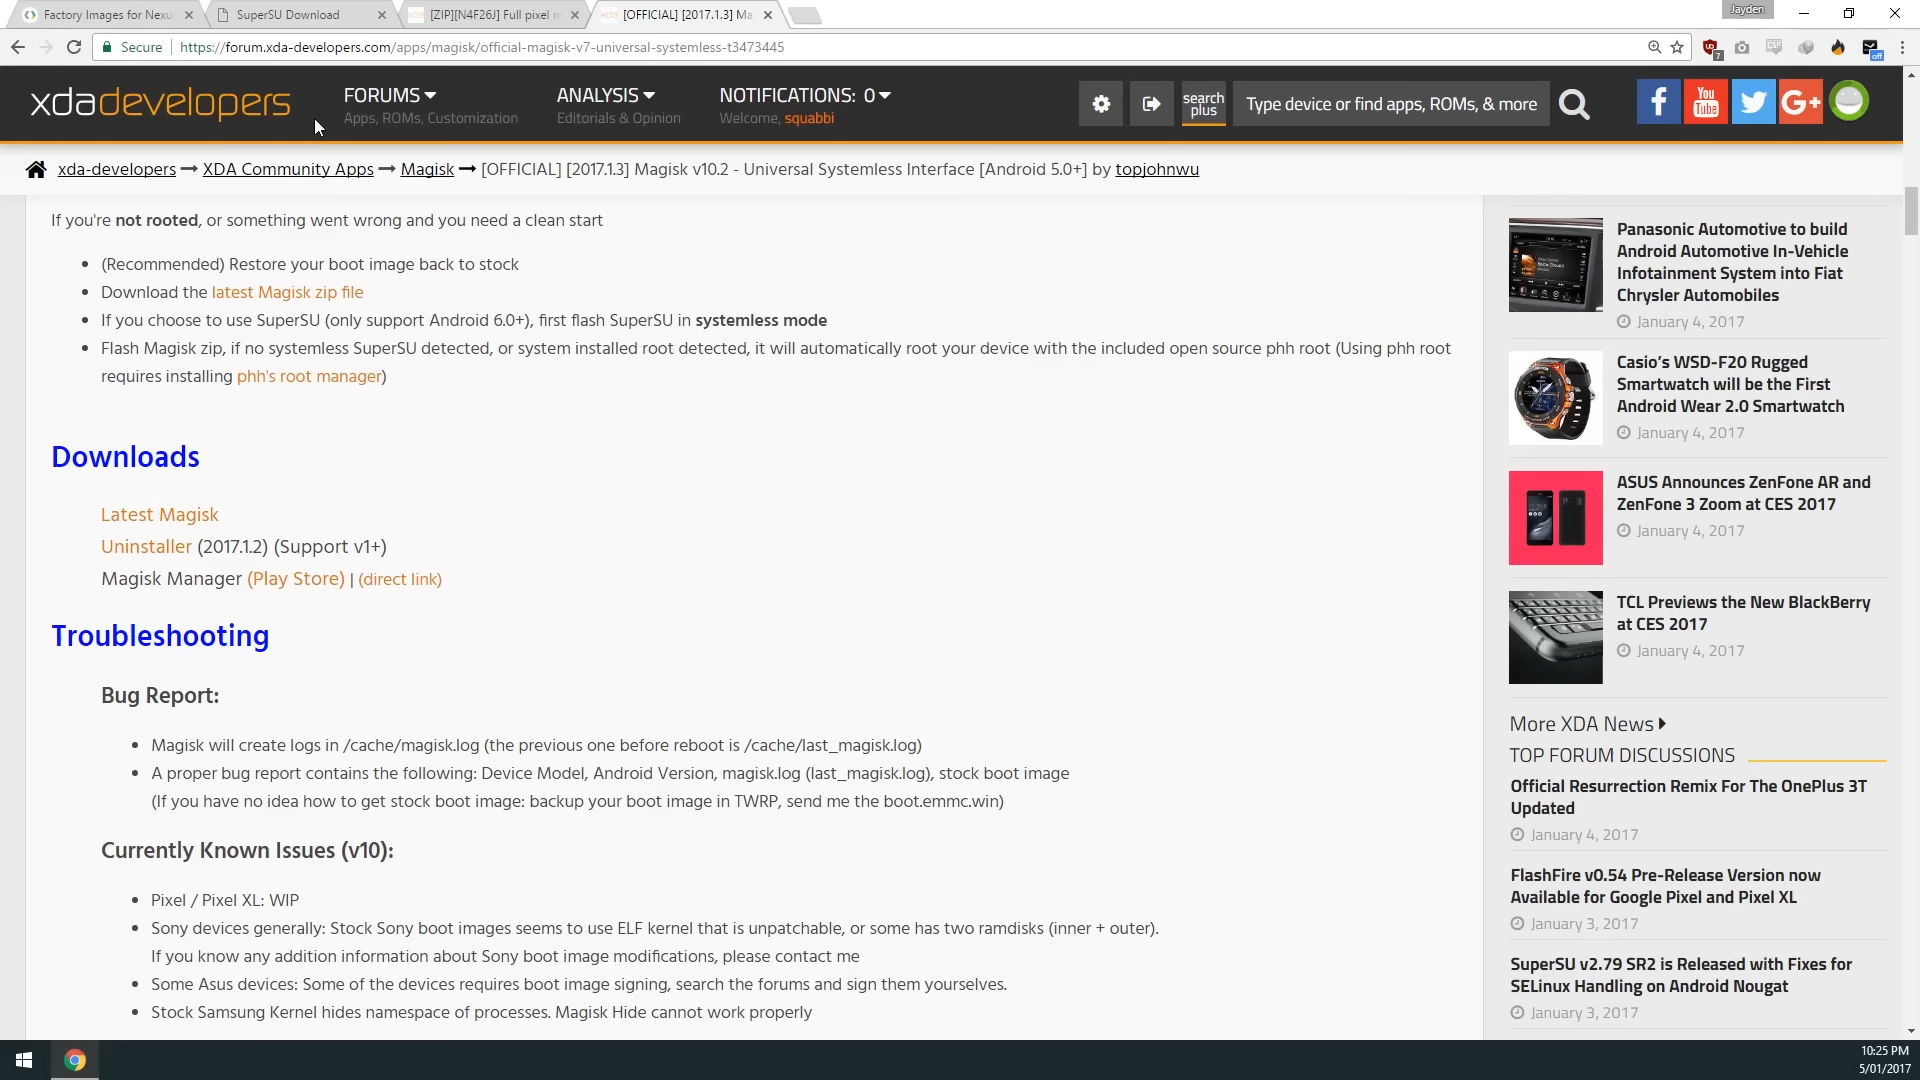 Factory Images for Nexu
SuperSU Download
[ZIP][N4F26J] Full pixel m
[OFFICIAL] [2017.1.3] Ma
Jayden
Secure
https://forum.xda-developers.com/apps/magisk/official-magisk-v7-universal-systemless-t3473445
7
off
xdadevelopers
FORUMS
Apps, ROMs, Customization
ANALYSIS
Editorials & Opinion
NOTIFICATIONS: 0
Welcome, squabbi
search
plus
Type device or find apps, ROMs, & more
f
You
Tube
G+
xda-developers
XDA Community Apps
Magisk
[OFFICIAL] [2017.1.3] Magisk v10.2 - Universal Systemless Interface [Android 5.0+] by topjohnwu
If you're not rooted, or something went wrong and you need a clean start
(Recommended) Restore your boot image back to stock
Download the latest Magisk zip file
If you choose to use SuperSU (only support Android 6.0+), first flash SuperSU in systemless mode
Flash Magisk zip, if no systemless SuperSU detected, or system installed root detected, it will automatically root your device with the included open source phh root (Using phh root
requires installing phh's root manager)
Downloads
Latest Magisk
Uninstaller (2017.1.2) (Support v1+)
Magisk Manager (Play Store) | (direct link)
Troubleshooting
Bug Report:
Magisk will create logs in /cache/magisk.log (the previous one before reboot is /cache/last_magisk.log)
A proper bug report contains the following: Device Model, Android Version, magisk.log (last_magisk.log), stock boot image
(If you have no idea how to get stock boot image: backup your boot image in TWRP, send me the boot.emmc.win)
Currently Known Issues (v10):
Pixel / Pixel XL: WIP
Sony devices generally: Stock Sony boot images seems to use ELF kernel that is unpatchable, or some has two ramdisks (inner + outer).
If you know any addition information about Sony boot image modifications, please contact me
Some Asus devices: Some of the devices requires boot image signing, search the forums and sign them yourselves.
Stock Samsung Kernel hides namespace of processes. Magisk Hide cannot work properly
Panasonic Automotive to build
Android Automotive In-Vehicle
Infotainment System into Fiat
Chrysler Automobiles
January 4, 2017
Casio's WSD-F20 Rugged
Smartwatch will be the First
Android Wear 2.0 Smartwatch
January 4, 2017
ASUS Announces ZenFone AR and
ZenFone 3 Zoom at CES 2017
January 4, 2017
TCL Previews the New BlackBerry
at CES 2017
January 4, 2017
More XDA News
TOP FORUM DISCUSSIONS
Official Resurrection Remix For The OnePlus 3T
Updated
January 4, 2017
FlashFire v0.54 Pre-Release Version now
Available for Google Pixel and Pixel XL
January 3, 2017
SuperSU v2.79 SR2 is Released with Fixes for
SELinux Handling on Android Nougat
January 3, 2017
10:25 PM
5/01/2017